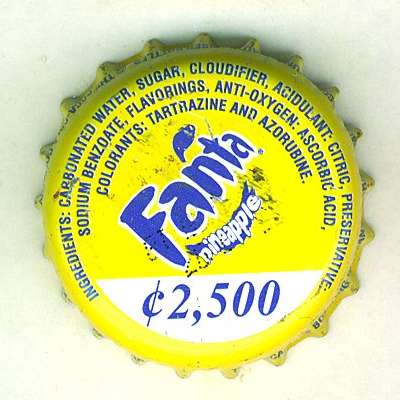 INGREDIENTS: CARBONATED WATER, SUGAR, CLOUDIFIER, ACIDULANT: CITRIC, PRESERVATIVE:
SODIUM BENZOATE, FLAVORINGS, ANTI-OXYGEN: ASCORBIC ACID,
COLORANTS: TARTRAZINE AND AZORUBINE.
Fanta
pineapple
¢2,500